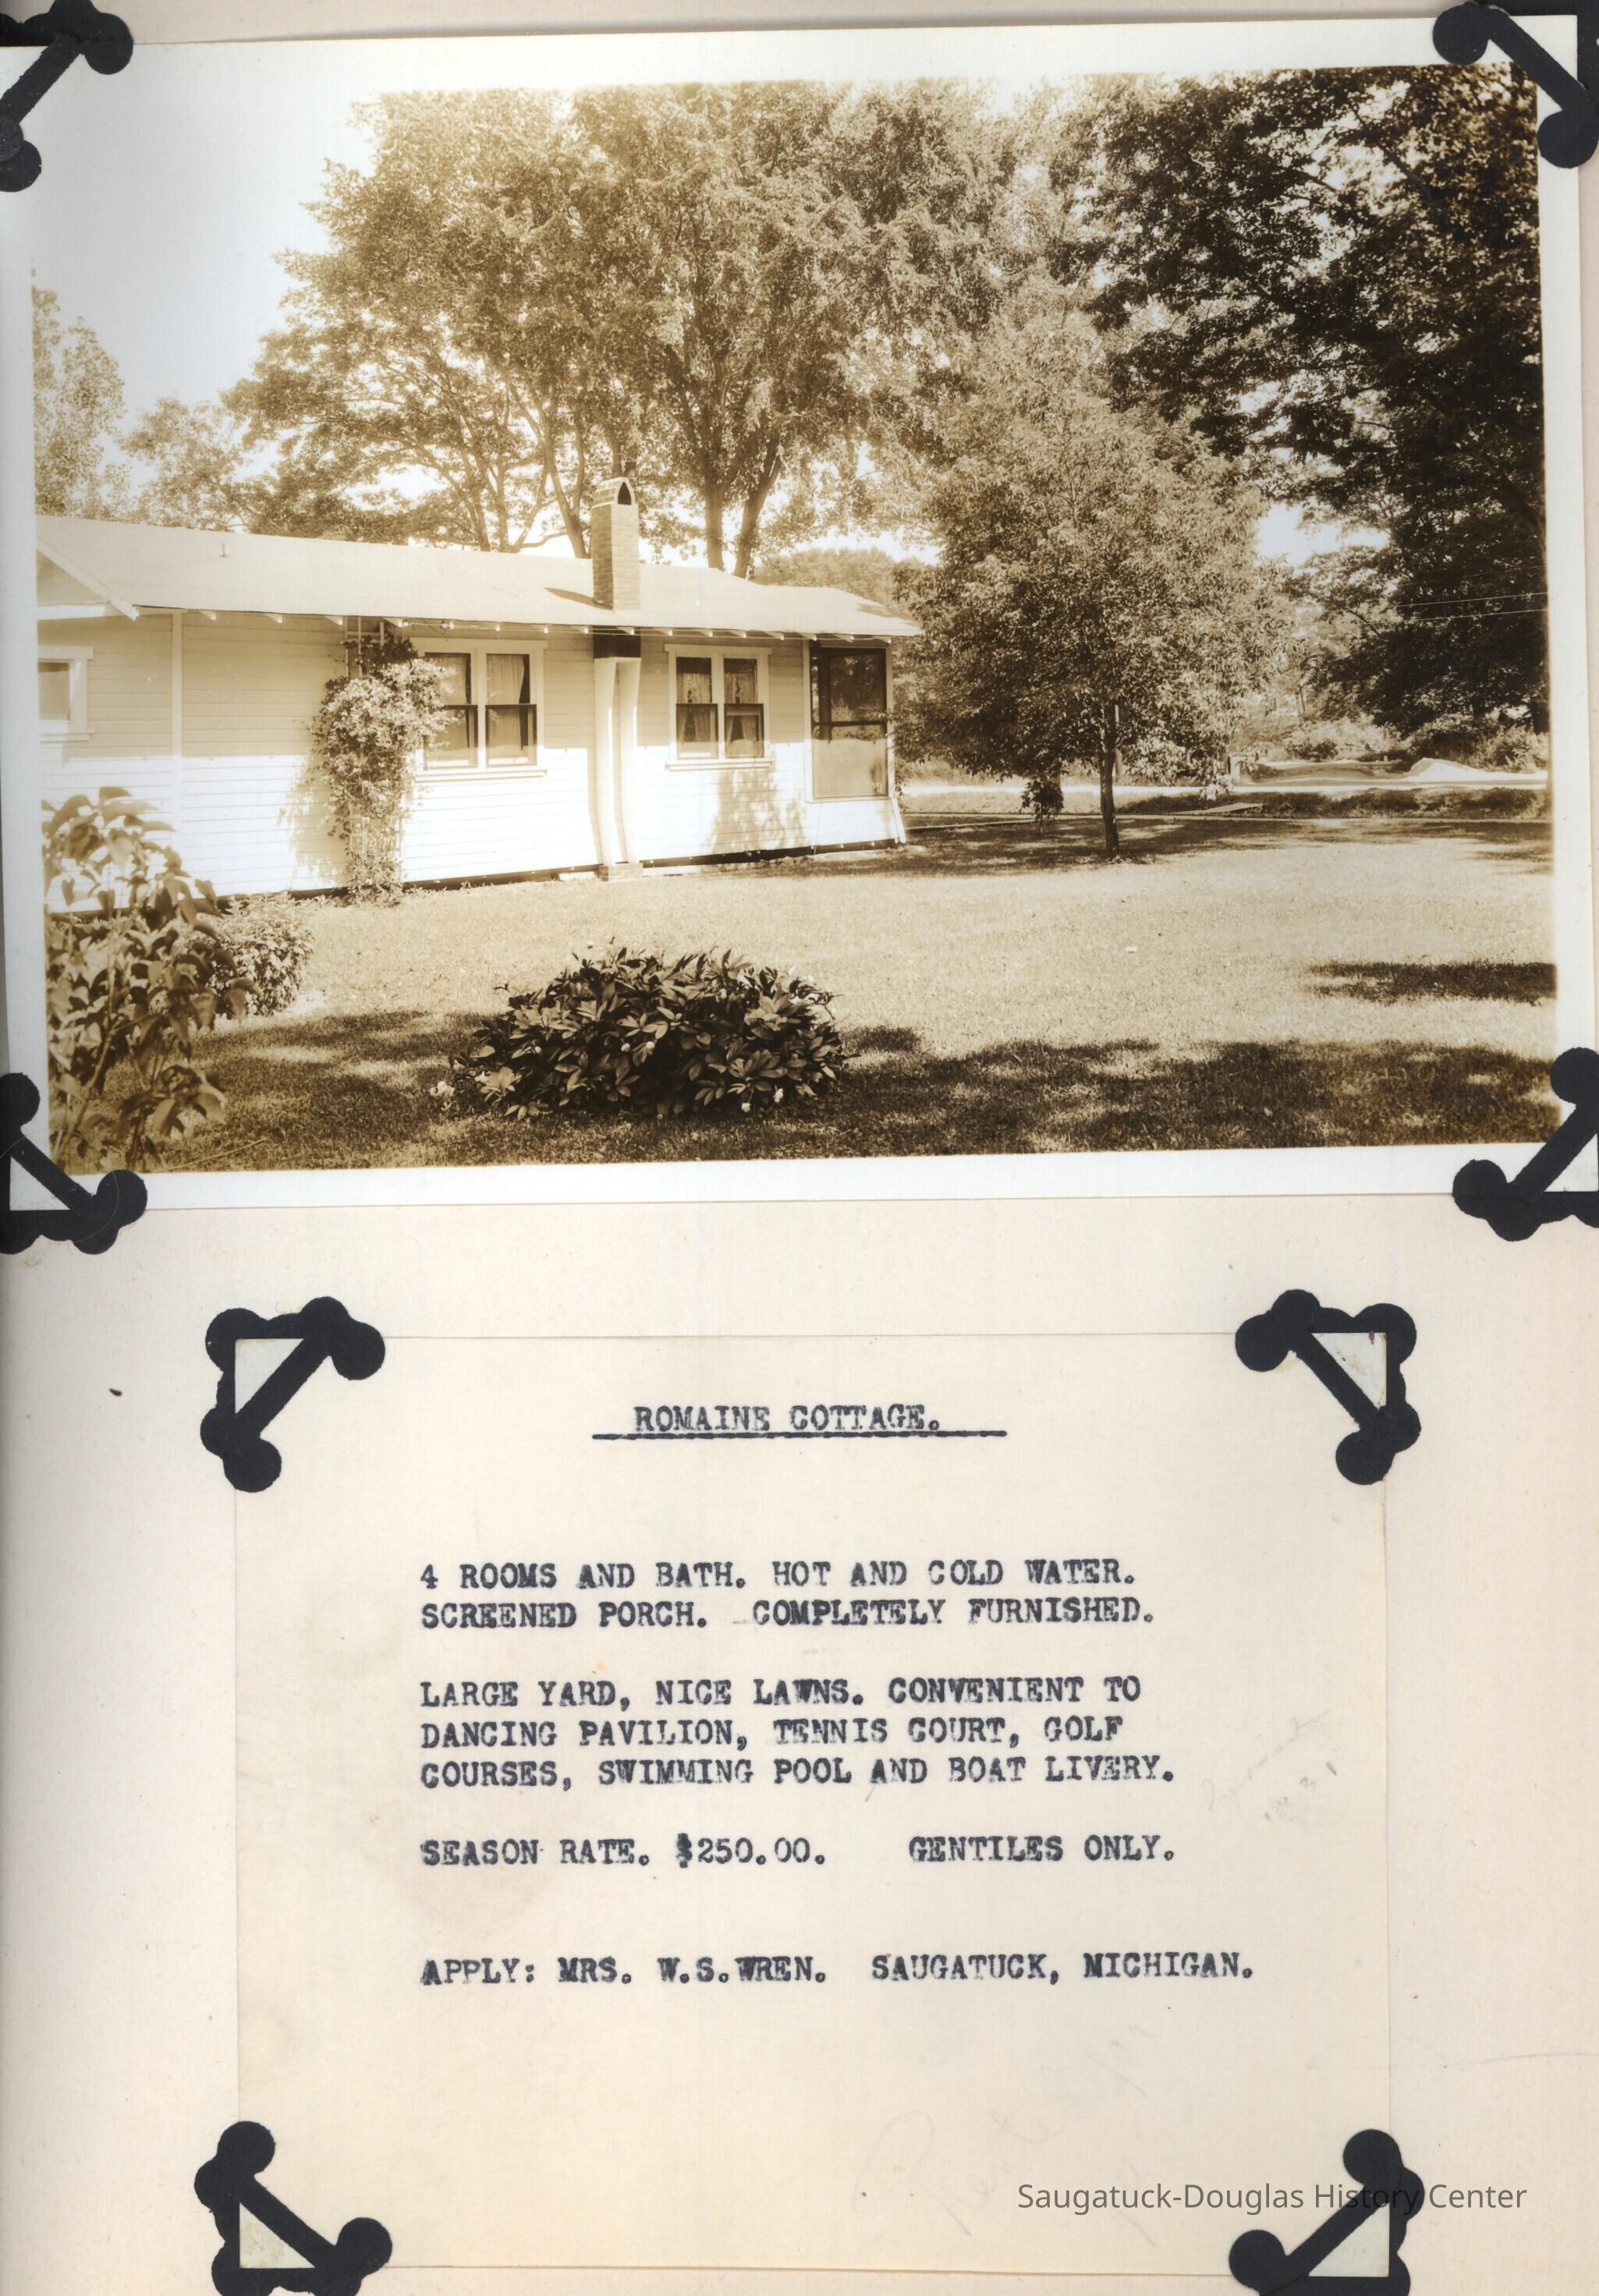 ROMAINE COTTAGE.
4 ROOMS AND BATH. HOT AND COLD WATER.
SCREENED PORCH. COMPLETELY FURNISHED.
LARGE YARD, NICE LAWNS. CONVENIENT TO
DANCING PAVILION, TENNIS COURT, GOLF
COURSES, SWIMMING POOL AND BOAT LIVERY.
SEASON RATE. $250.00. GENTILES ONLY.
APPLY: MRS. W.S.WREN. SAUGATUCK, MICHIGAN.
Saugatuck-Douglas History Center